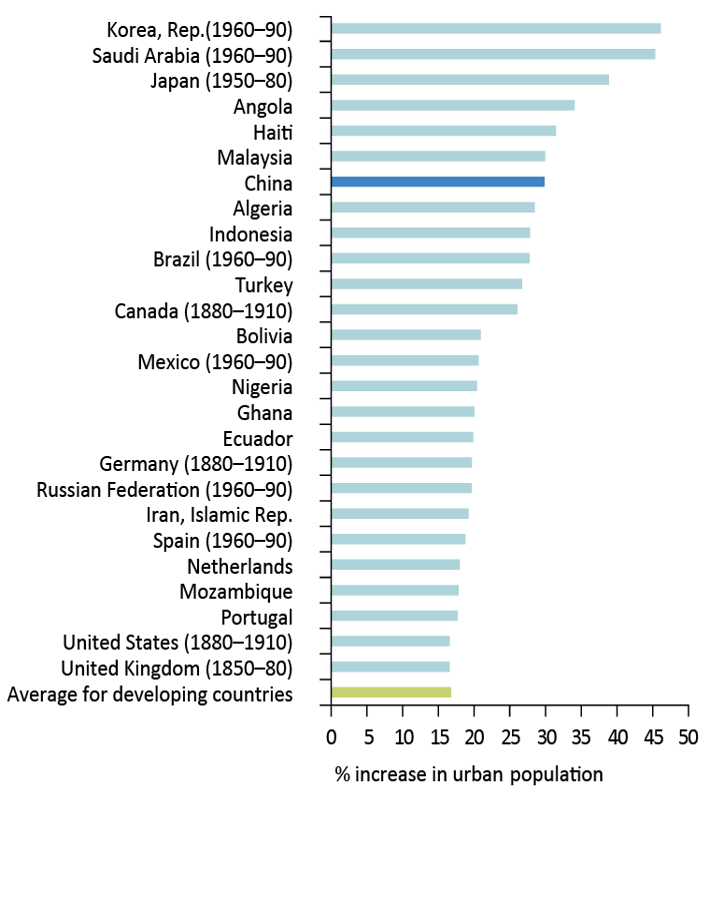 Korea, Rep.(1960–90)
Saudi Arabia (1960–90)
Japan (1950–80)
Angola
Haiti
Malaysia
China
Algeria
Indonesia
Brazil (1960–90)
Turkey
Canada (1880–1910)
Bolivia
Mexico (1960–90)
Nigeria
Ghana
Ecuador
Germany (1880–1910)
Russian Federation (1960–90)
Iran, Islamic Rep.
Spain (1960–90)
Netherlands
Mozambique
Portugal
United States (1880–1910)
United Kingdom (1850–80)
Average for developing countries
0 5 10 15 20 25 30 35 40 45 50
% increase in urban population